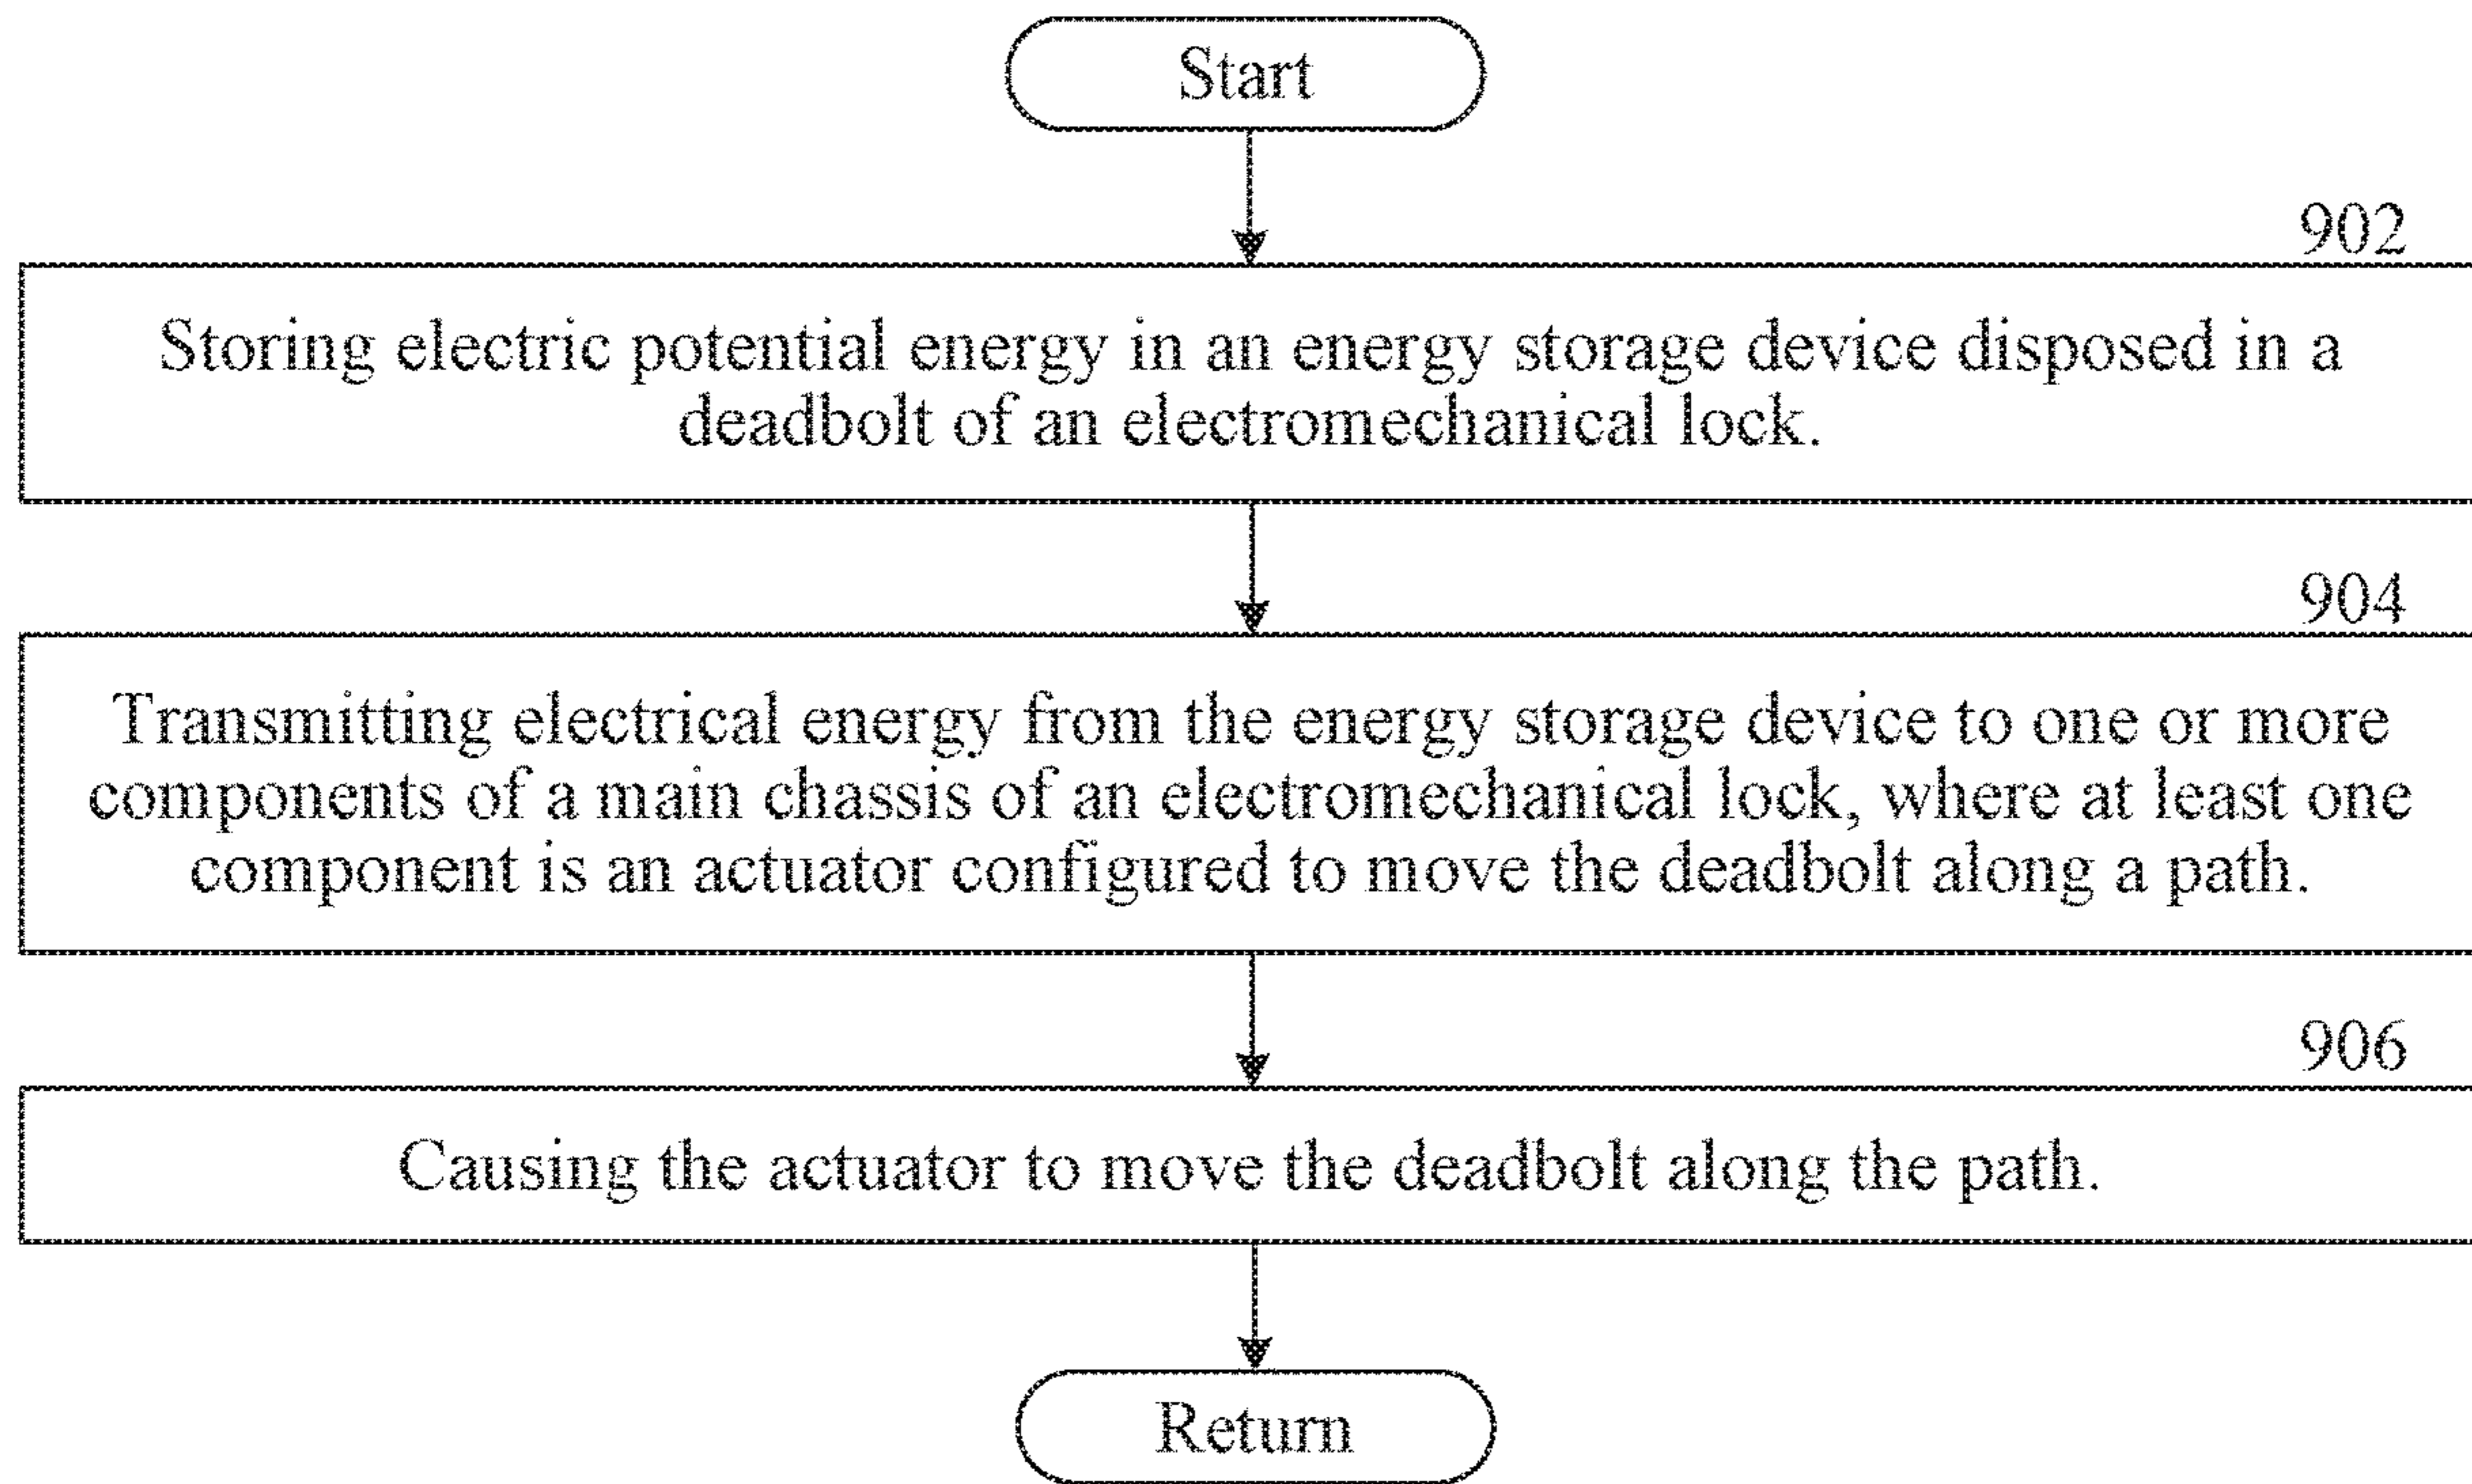 Start
902
Storing electric potential energy in an energy storage device disposed in a
deadbolt of an electromechanical lock.
904
Transmitting electrical energy from the energy storage device to one or more
components of a main chassis of an electromechanical lock, where at least one
component is an actuator configured to move the deadbolt along a path.
906
Causing the actuator to move the deadbolt along the path.
Return